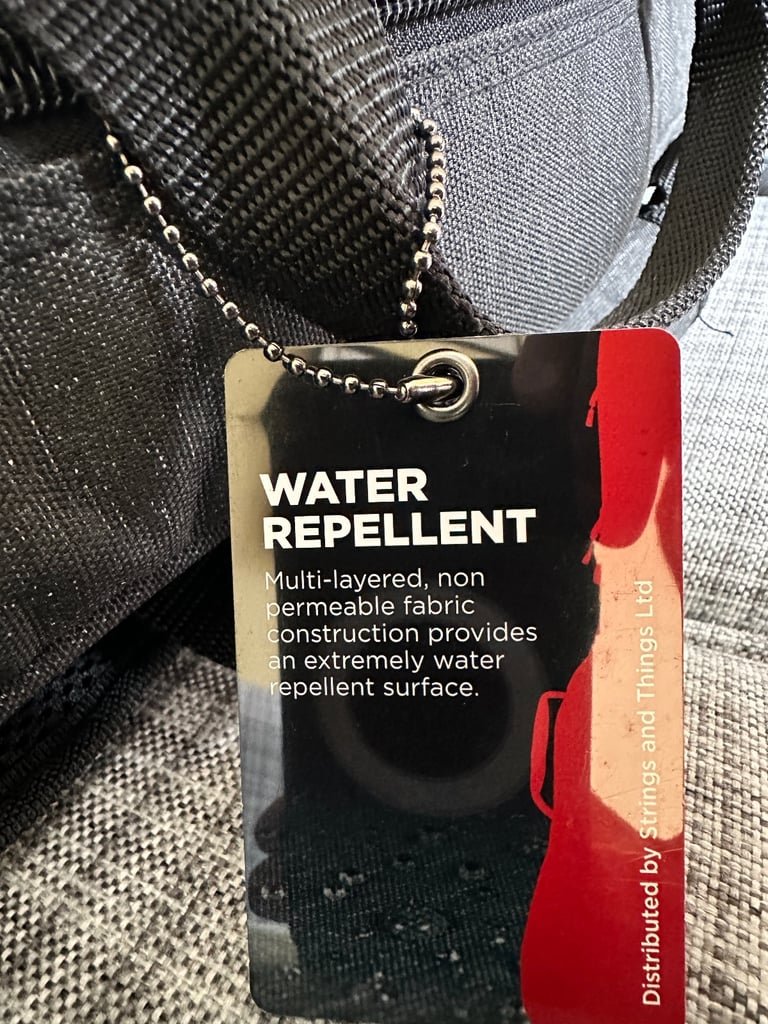 WATER
REPELLENT
Multi-layered, non
permeable fabric
construction provides
an extremely water
repellent surface.
Distributed by Strings and Things Ltd